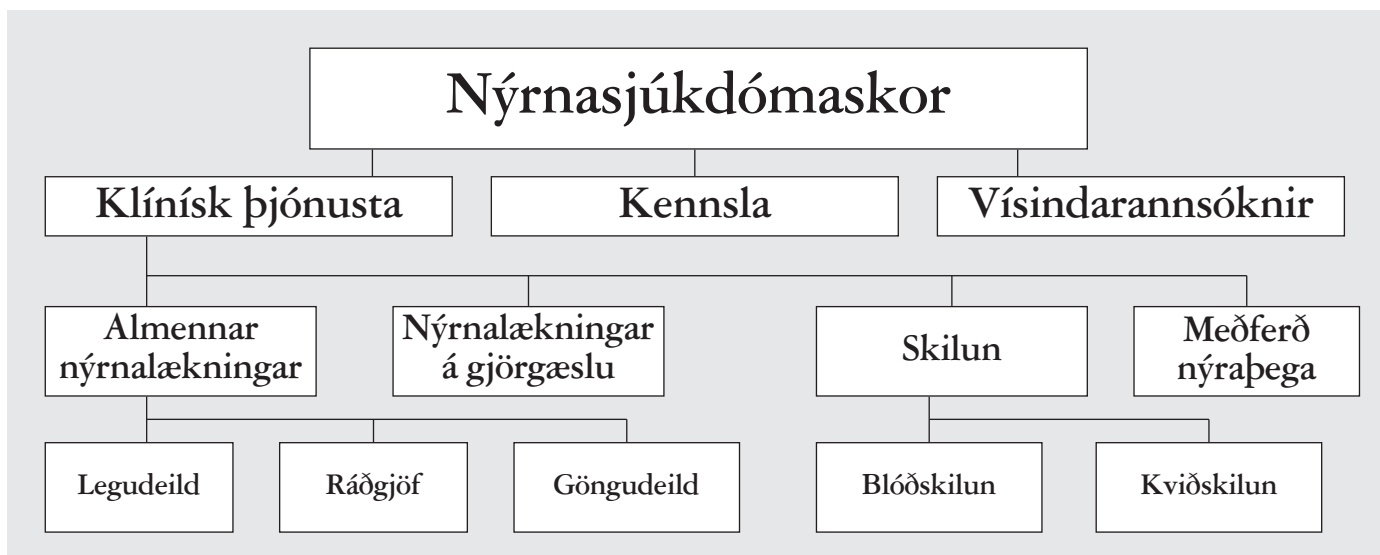 Nýrnasjúkdómaskor
Klínísk þjónusta
Kennsla
Vísindarannsóknir
Almennar
nýrnalækningar
Nýrnalækningar
á gjörgæslu
Skilun
Meðferð
nýraþega
Legudeild
Ráðgjöf
Göngudeild
Blóðskilun
Kviðskilun